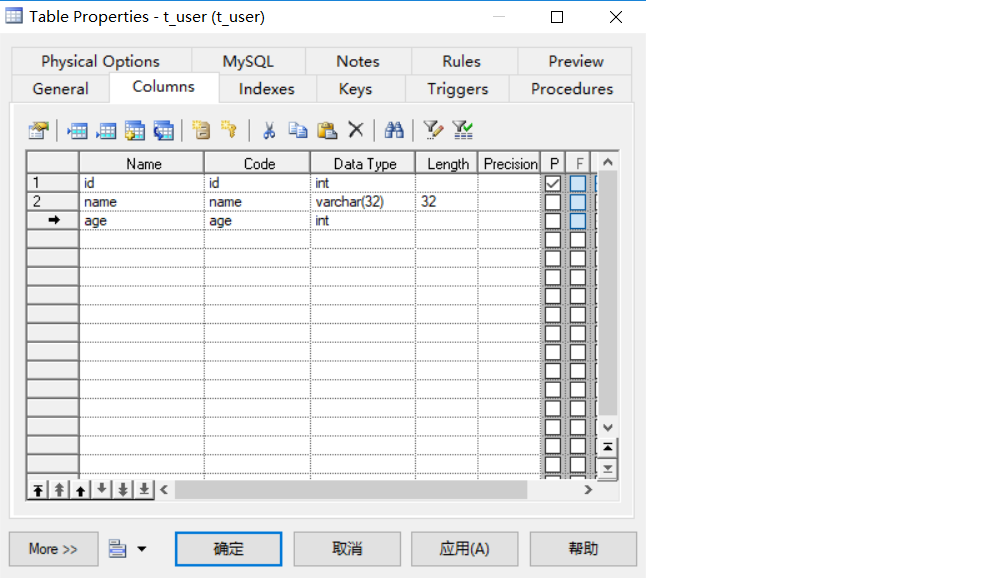 Table Properties - t_user (t_user)
Physical Options MySQL Notes Rules Preview
General Columns Indexes Keys Triggers Procedures
Name Code Data Type Length Precision P F
1 id id int
2 name name varchar(32) 32
age age int
More >> 确定 取消 应用(A) 帮助